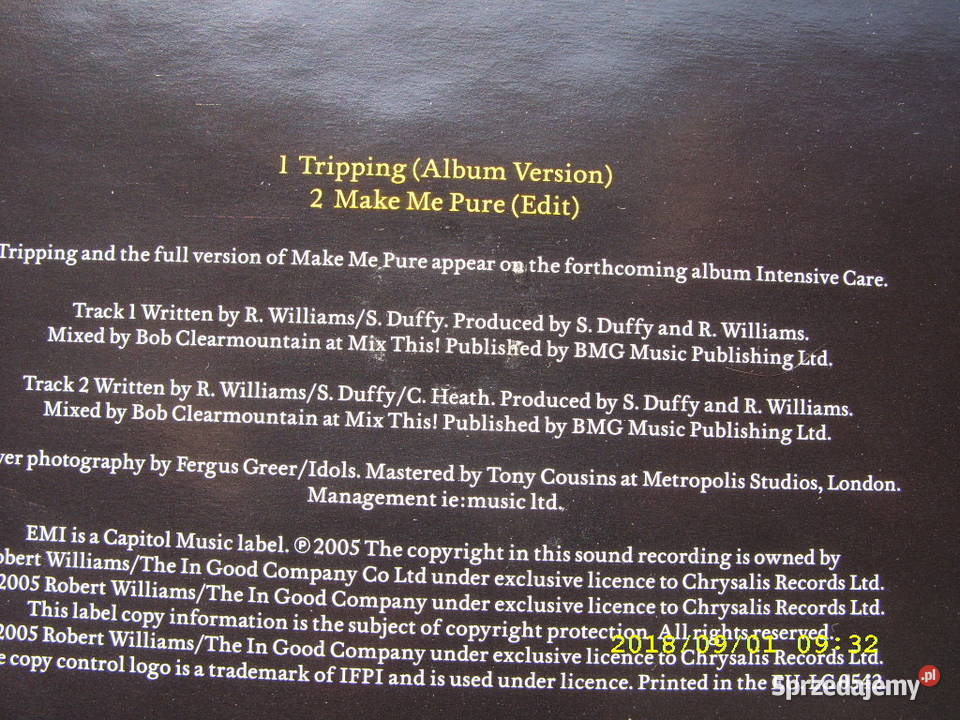 1 Tripping (Album Version)
2 Make Me Pure (Edit)
Tripping and the full version of Make Me Pure appear on the forthcoming album Intensive Care.
Track 1 Written by R. Williams/S. Duffy. Produced by S. Duffy and R. Williams.
Mixed by Bob Clearmountain at Mix This! Published by BMG Music Publishing Ltd.
Track 2 Written by R. Williams/S. Duffy/C. Heath. Produced by S. Duffy and R. Williams.
Mixed by Bob Clearmountain at Mix This! Published by BMG Music Publishing Ltd.
photography by Fergus Greer/Idols. Mastered by Tony Cousins at Metropolis Studios, London.
Management ie:music ltd.
EMI is a Capitol Music label. ℗ 2005 The copyright in this sound recording is owned by
Williams/The In Good Company Co Ltd under exclusive licence to Chrysalis Records Ltd.
2005 Robert Williams/The In Good Company under exclusive licence to Chrysalis Records Ltd.
This label copy information is the subject of copyright protection. All rights reserved.
2005 Robert Williams/The In Good Company under exclusive licence to Chrysalis Records Ltd.
copy control logo is a trademark of IFPI and is used under licence. Printed in the
2018/09/01 09:32
Sprzedajemy.pl